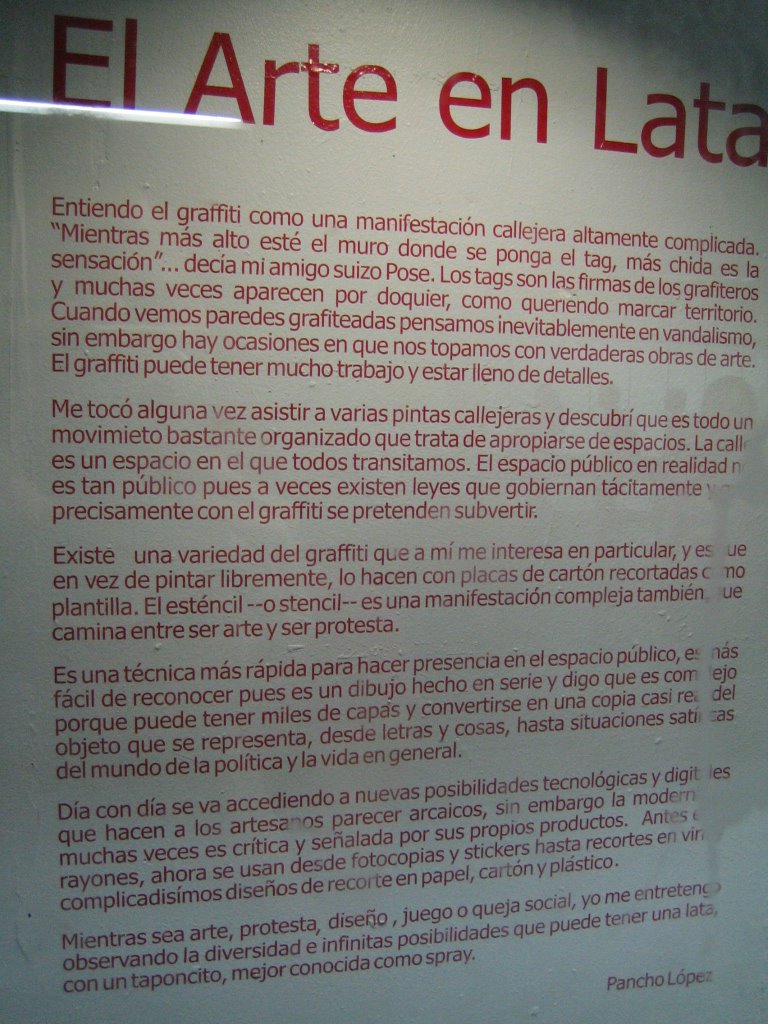 El Arte en Lata
Entiendo el graffiti como una manifestación callejera altamente complicada.
“Mientras más alto esté el muro donde se ponga el tag, más chida es la
sensación”... decía mi amigo suizo Pose. Los tags son las firmas de los grafiteros
y muchas veces aparecen por doquier, como queriendo marcar territorio.
Cuando vemos paredes grafiteadas pensamos inevitablemente en vandalismo,
sin embargo hay ocasiones en que nos topamos con verdaderas obras de arte.
El graffiti puede tener mucho trabajo y estar lleno de detalles.
Me tocó alguna vez asistir a varias pintas callejeras y descubrí que es todo un
movimieto bastante organizado que trata de apropiarse de espacios. La
es un espacio en el que todos transitamos. El espacio público en realidad
es tan público pues a veces existen leyes que gobiernan tácitamente y
precisamente con el graffiti se pretenden subvertir.
Existe una variedad del graffiti que a mí me interesa en particular, y es
en vez de pintar libremente, lo hacen con placas de cartón recortadas
plantilla. El esténcil --o stencil-- es una manifestación compleja también
camina entre ser arte y ser protesta.
Es una técnica más rápida para hacer presencia en el espacio público, es más
fácil de reconocer pues es un dibujo hecho en serie y digo que es
porque puede tener miles de capas y convertirse en una copia casi del
objeto que se representa, desde letras y cosas, hasta situaciones
del mundo de la política y la vida en general.
Día con día se va accediendo a nuevas posibilidades tecnológicas y
que hacen a los artesanos parecer arcaicos, sin embargo la
muchas veces es crítica y señalada por sus propios productos. Antes
rayones, ahora se usan desde fotocopias y stickers hasta recortes en
complicadisímos diseños de recorte en papel, cartón y plástico.
Mientras sea arte, protesta, diseño , juego o queja social, yo me entretengo
observando la diversidad e infinitas posibilidades que puede tener una lata,
con un taponcito, mejor conocida como spray.
Pancho López